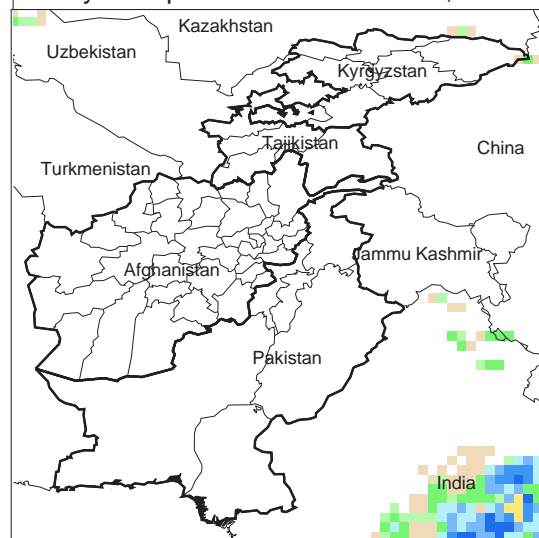 Kazakhstan
Uzbekistan
Kyrgyzstan
Tajikistan
China
Turkmenistan
Jammu Kashmir
Afghanistan
Pakistan
India